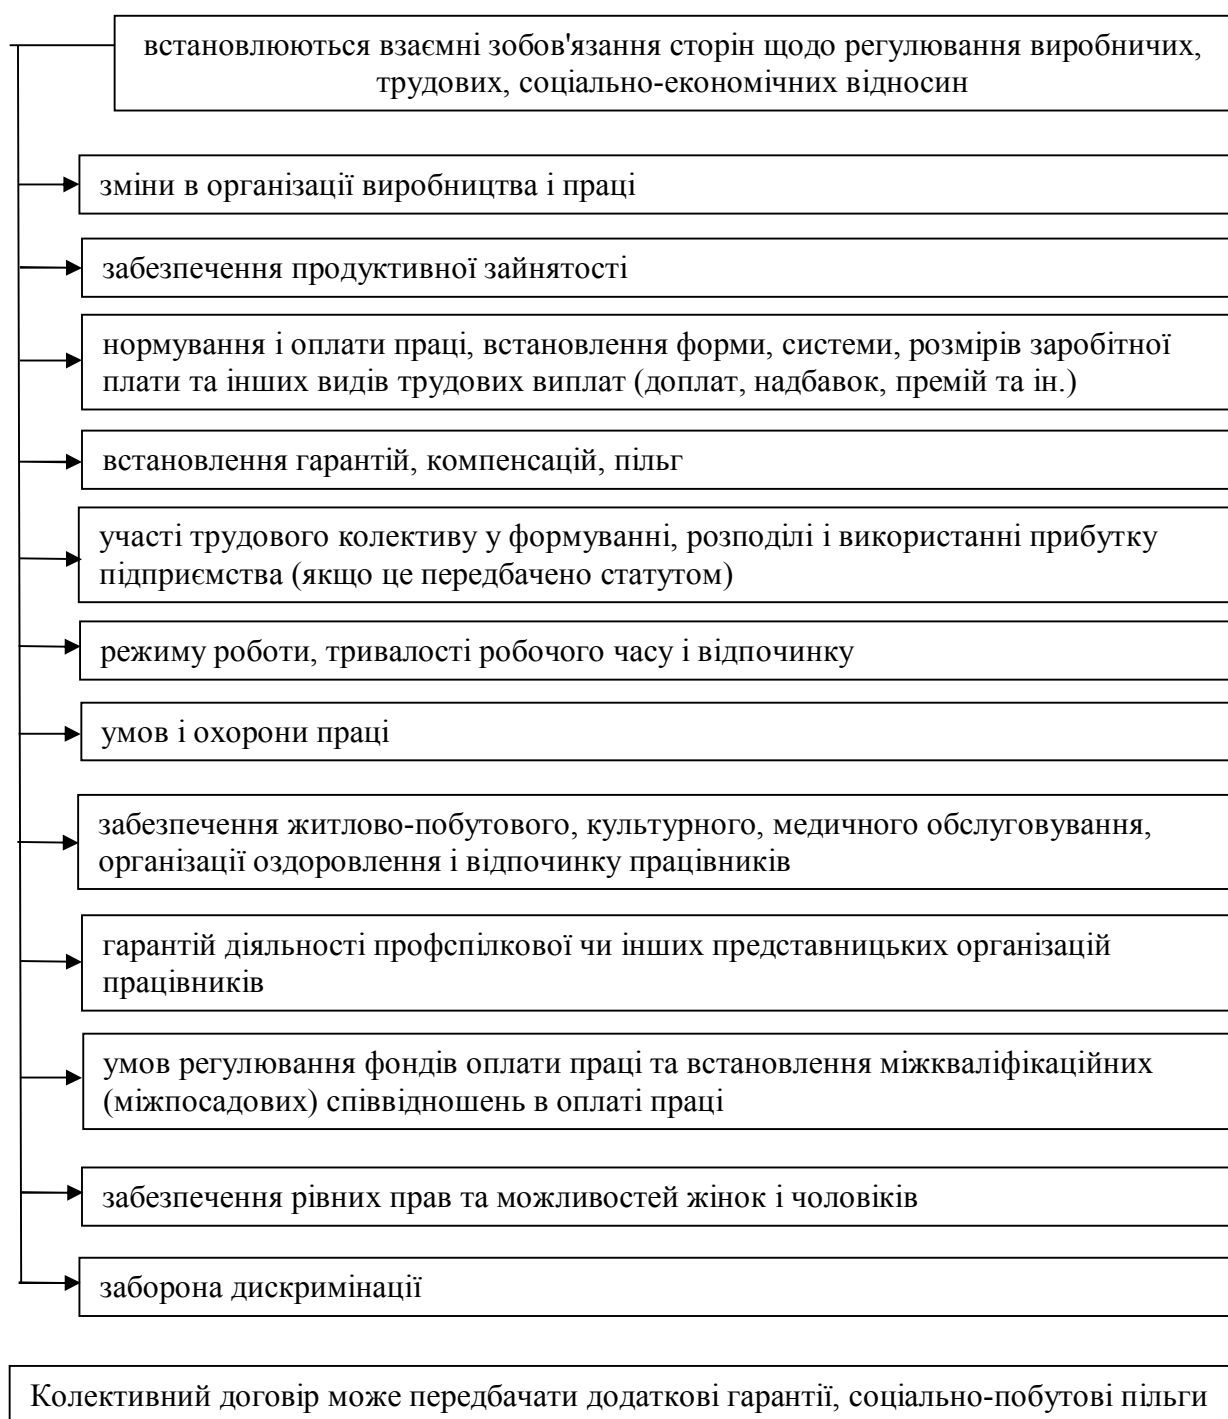 встановлюються взаємні зобов'язання сторін щодо регулювання виробничих,
трудових, соціально-економічних відносин
зміни в організації виробництва і праці
забезпечення продуктивної зайнятості
нормування і оплати праці, встановлення форми, системи, розмірів заробітної
плати та інших видів трудових виплат (доплат, надбавок, премій та ін.)
встановлення гарантій, компенсацій, пільг
участі трудового колективу у формуванні, розподілі і використанні прибутку
підприємства (якщо це передбачено статутом)
режиму роботи, тривалості робочого часу і відпочинку
умов і охорони праці
забезпечення житлово-побутового, культурного, медичного обслуговування,
організації оздоровлення і відпочинку працівників
гарантій діяльності профспілкової чи інших представницьких організацій
працівників
умов регулювання фондів оплати праці та встановлення міжкваліфікаційних
(міжпосадових) співвідношень в оплаті праці
забезпечення рівних прав та можливостей жінок і чоловіків
заборона дискримінації
Колективний договір може передбачати додаткові гарантії, соціально-побутові пільги